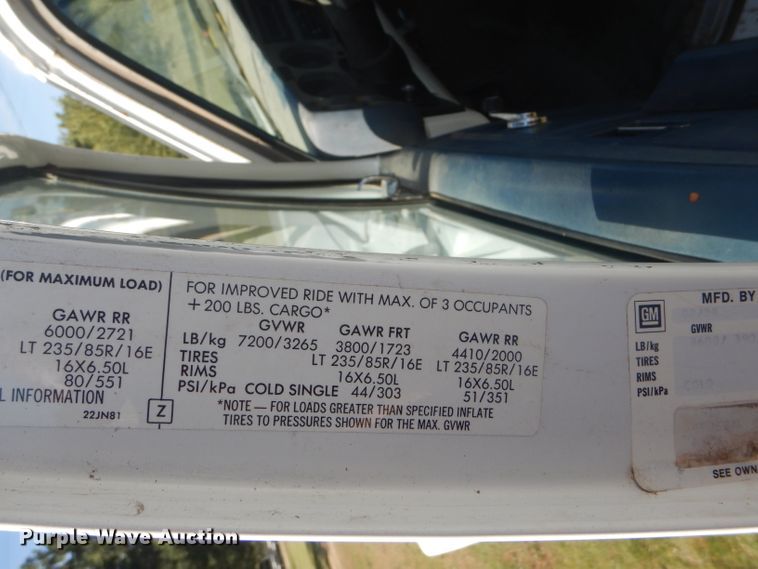 (FOR MAXIMUM LOAD)
GAWR RR
6000/2721
LT 235/85R/16E
16X6.50L
80/551
L INFORMATION
22JN81
Z
FOR IMPROVED RIDE WITH MAX. OF 3 OCCUPANTS
+ 200 LBS. CARGO*
GVWR GAWR FRT GAWR RR
LB/kg 7200/3265 3800/1723 4410/2000
TIRES LT 235/85R/16E LT 235/85R/16E
RIMS 16X6.50L 16X6.50L
PSI/kPa COLD SINGLE 44/303 51/351
*NOTE — FOR LOADS GREATER THAN SPECIFIED INFLATE
TIRES TO PRESSURES SHOWN FOR THE MAX. GVWR
GM
MFD. BY
GVWR
LB/kg
TIRES
RIMS
PSI/kPa COLD
SEE OWN
Purple Wave Auction